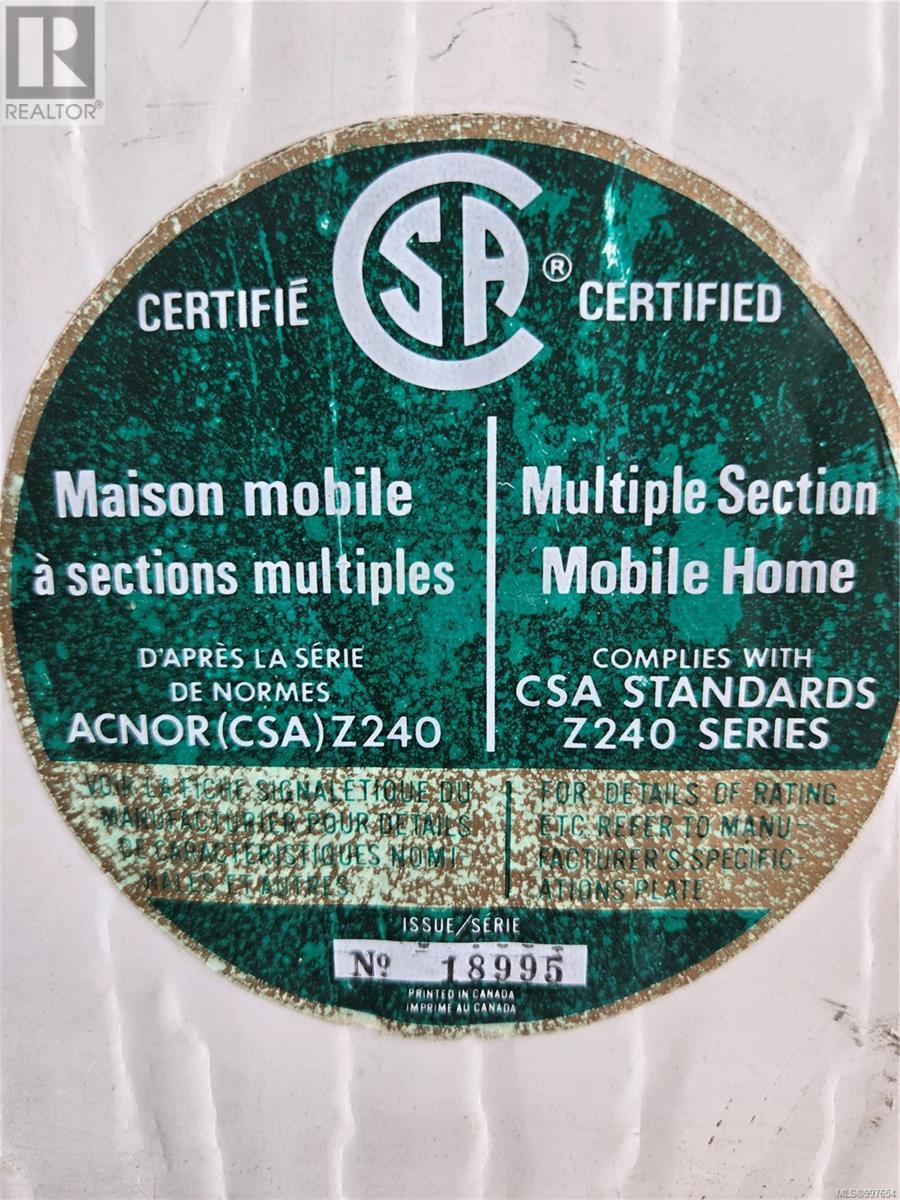 REALTOR®
CSA ®
CERTIFIÉ
CERTIFIED
Maison mobile
à sections multiples
D'APRÈS LA SÉRIE
DE NORMES
ACNOR (CSA) Z240
Multiple Section
Mobile Home
COMPLIES WITH
CSA STANDARDS
Z240 SERIES
VOIR LA FICHE SIGNALÉTIQUE DU
MANUFACTURIER POUR DÉTAILS
DE CARACTÉRISTIQUES NOMI-
NALES ET AUTRES
FOR DETAILS OF RATING
ETC. REFER TO MANU-
FACTURER'S SPECIFIC-
ATIONS PLATE
ISSUE/SÉRIE
Nº 18995
PRINTED IN CANADA
IMPRIME AU CANADA
MLS®997654